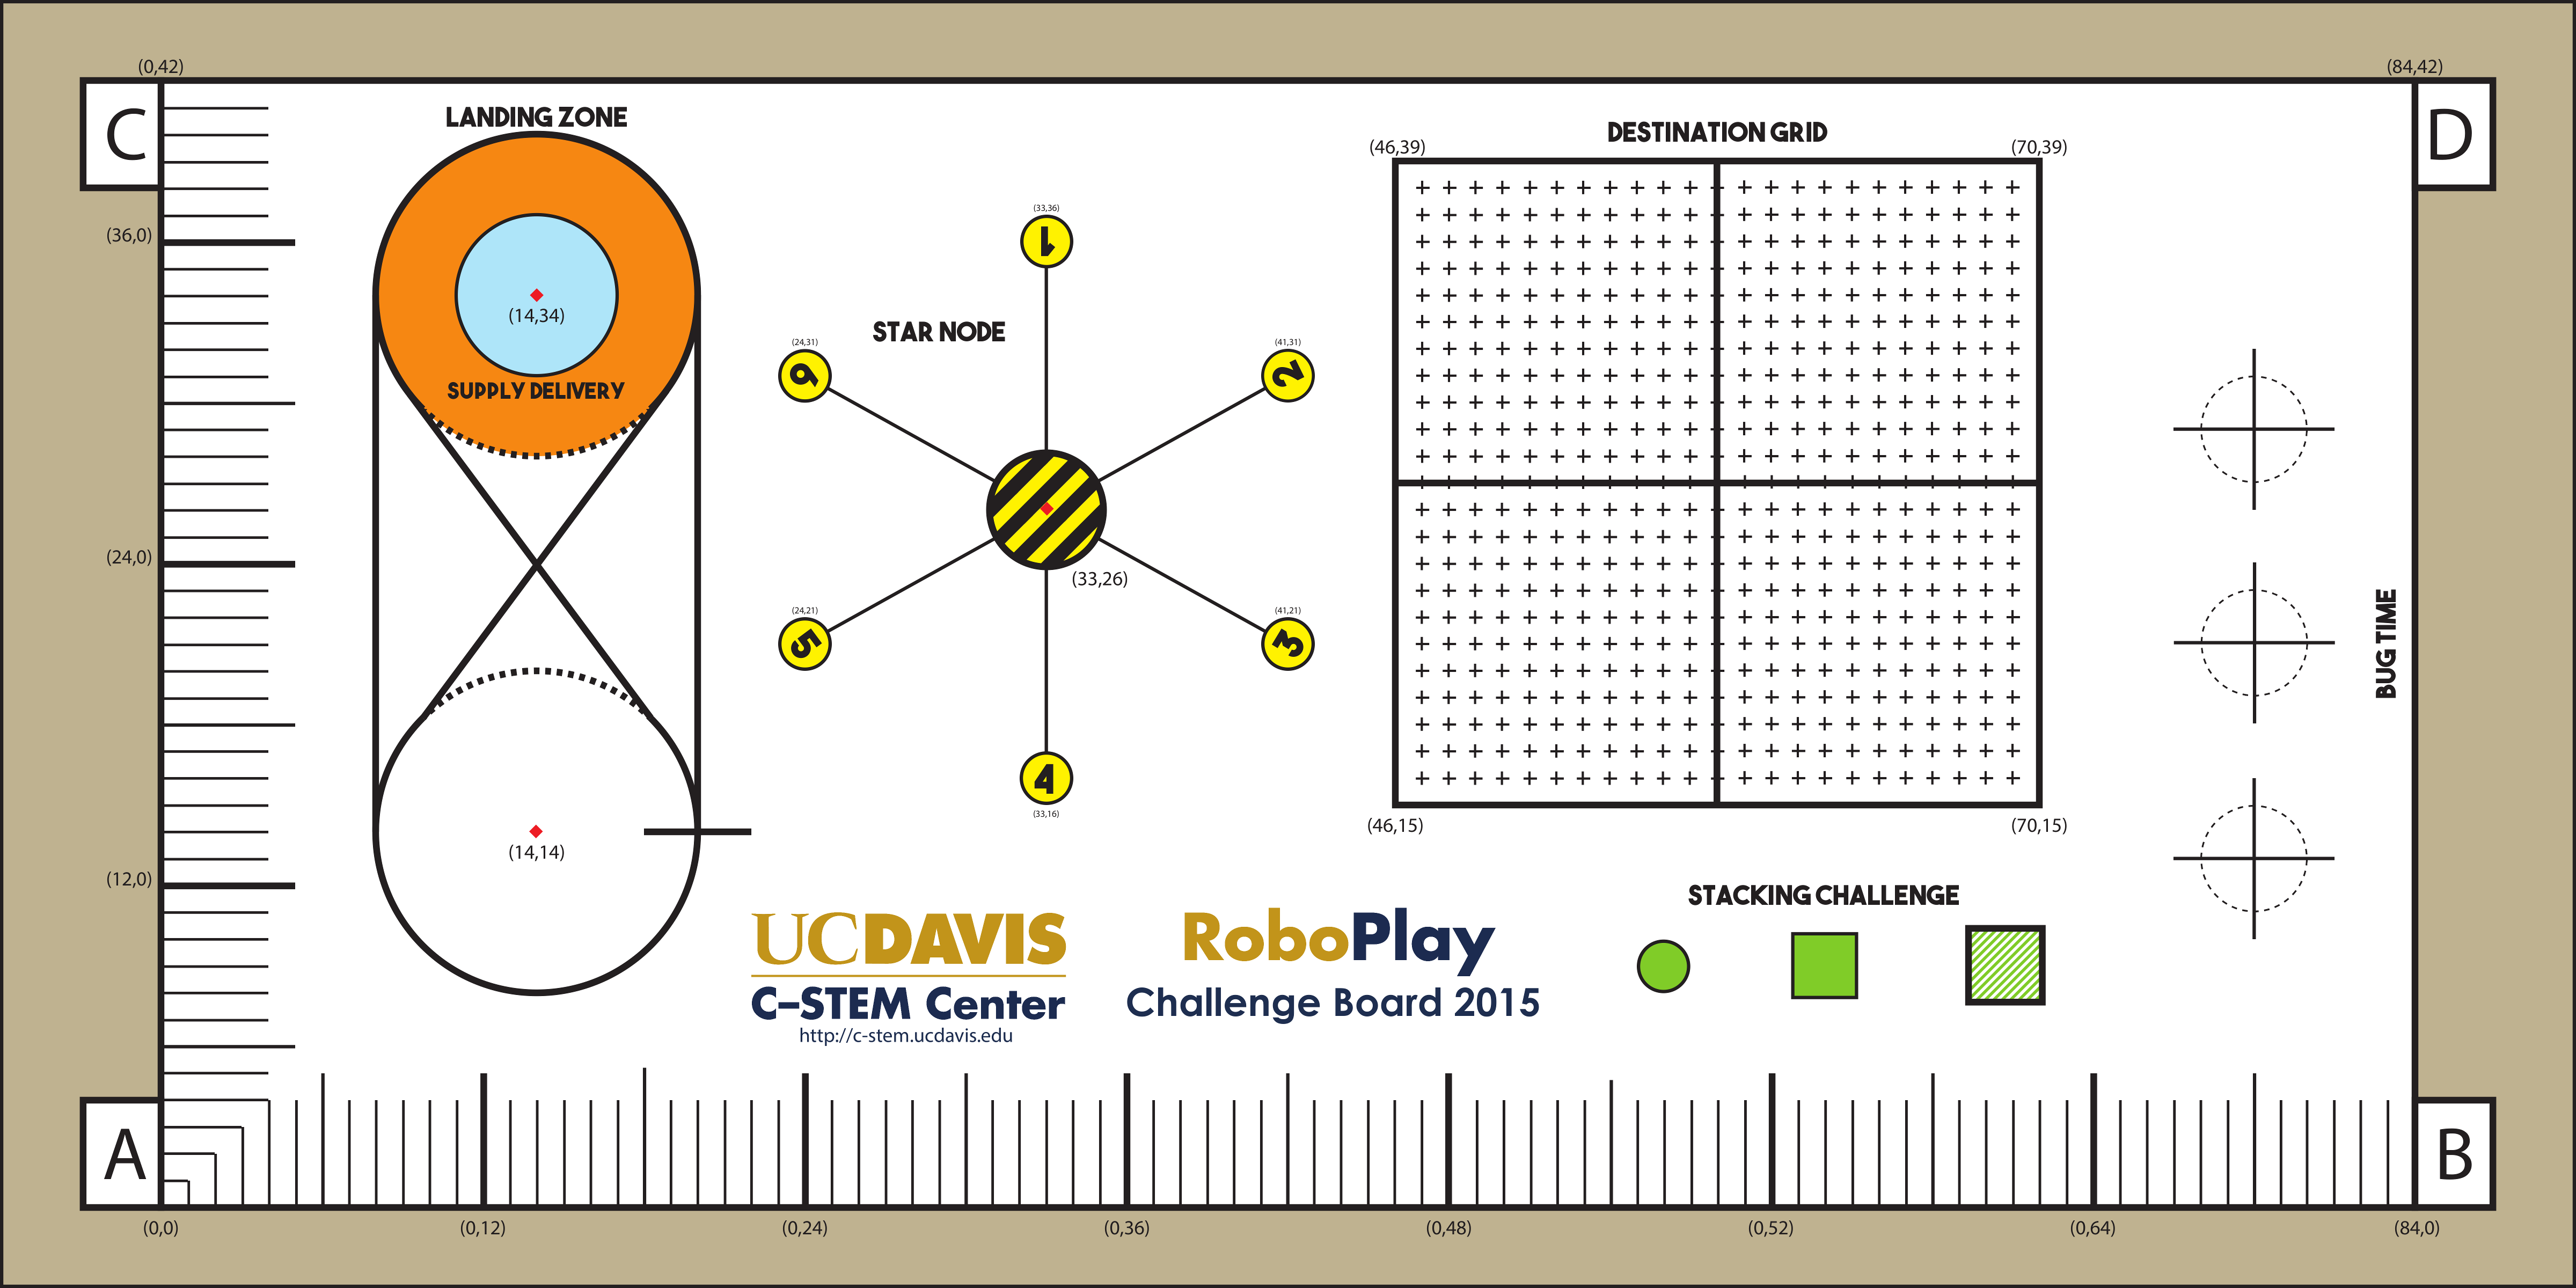 (0,42)
(84,42)
C
LANDING ZONE
DESTINATION GRID
D
(46,39)
(70,39)
(36,0)
(33,36)
1
(14,34)
STAR NODE
(24,31)
(41,31)
6
2
SUPPLY DELIVERY
(24,0)
(33,26)
(24,21)
(41,21)
5
3
BUG TIME
4
(33,16)
(46,15)
(70,15)
(14,14)
(12,0)
STACKING CHALLENGE
UCDAVIS
C–STEM Center
http://c-stem.ucdavis.edu
RoboPlay
Challenge Board 2015
A
B
(0,0)
(0,12)
(0,24)
(0,36)
(0,48)
(0,52)
(0,64)
(84,0)